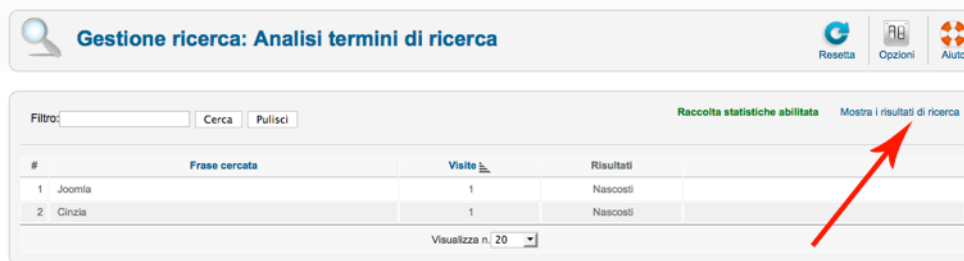 Gestione ricerca: Analisi termini di ricerca
Resetta Opzioni Aiuto
Filtro: Cerca Pulisci Raccolta statistiche abilitata Mostra i risultati di ricerca
# Frase cercata Visite Risultati
1 Joomla 1 Nascosti
2 Cinzia 1 Nascosti
Visualizza n. 20